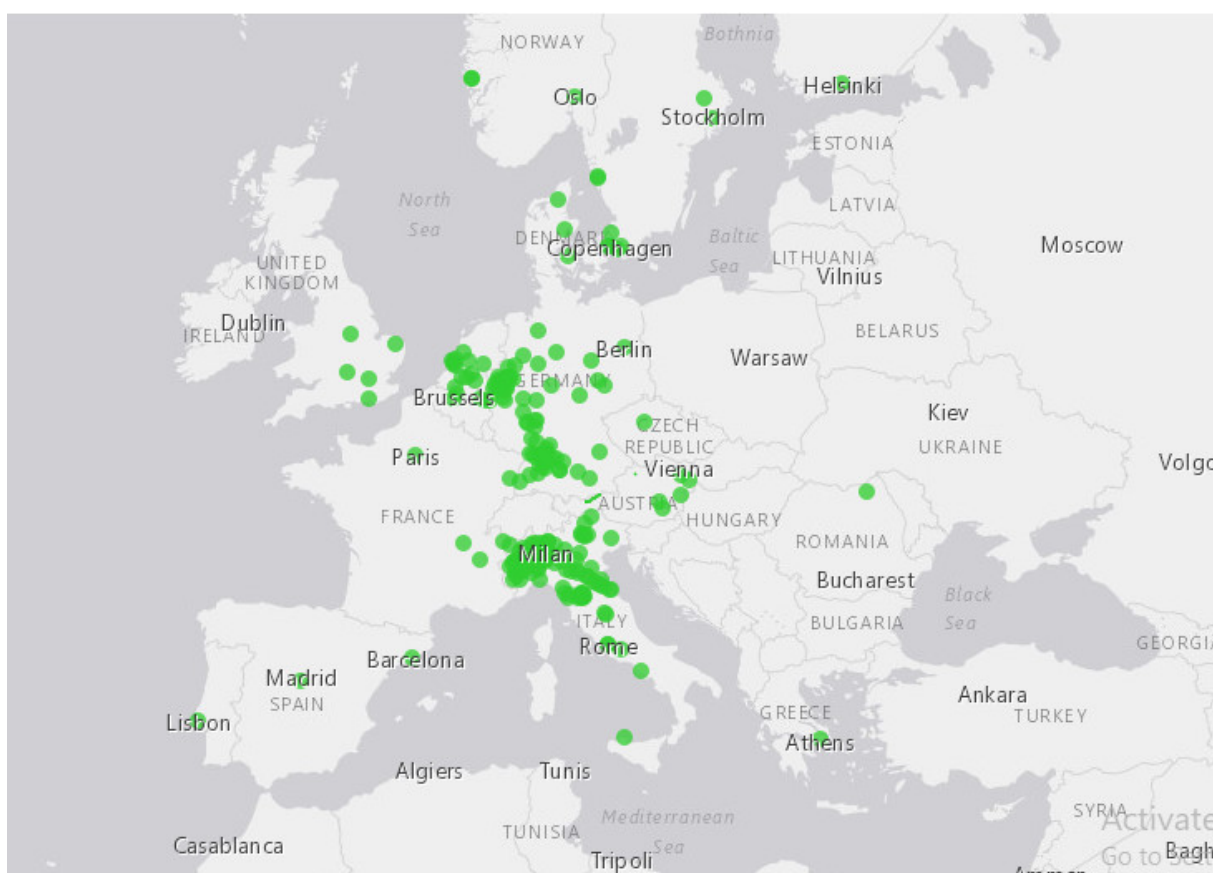 Bothnia
NORWAY
Helsinki
Oslo
Stockholm
ESTONIA
North
Sea
LATVIA
DENMARK
Copenhagen
Baltic
Sea
Moscow
LITHUANIA
Vilnius
UNITED
KINGDOM
Dublin
IRELAND
BELARUS
Berlin
Warsaw
GERMANY
Brussels
Kiev
UKRAINE
CZECH
REPUBLIC
Paris
Vienna
Volgo
FRANCE
AUSTRIA
HUNGARY
ROMANIA
Milan
Bucharest
Black
Sea
ITALY
BULGARIA
GEORGIA
Rome
Barcelona
Madrid
SPAIN
Ankara
TURKEY
Lisbon
GREECE
Athens
Algiers
Tunis
SYRIA
Mediterranean
Sea
Activate
Go to Sett
TUNISIA
Casablanca
Tripoli
Bagh